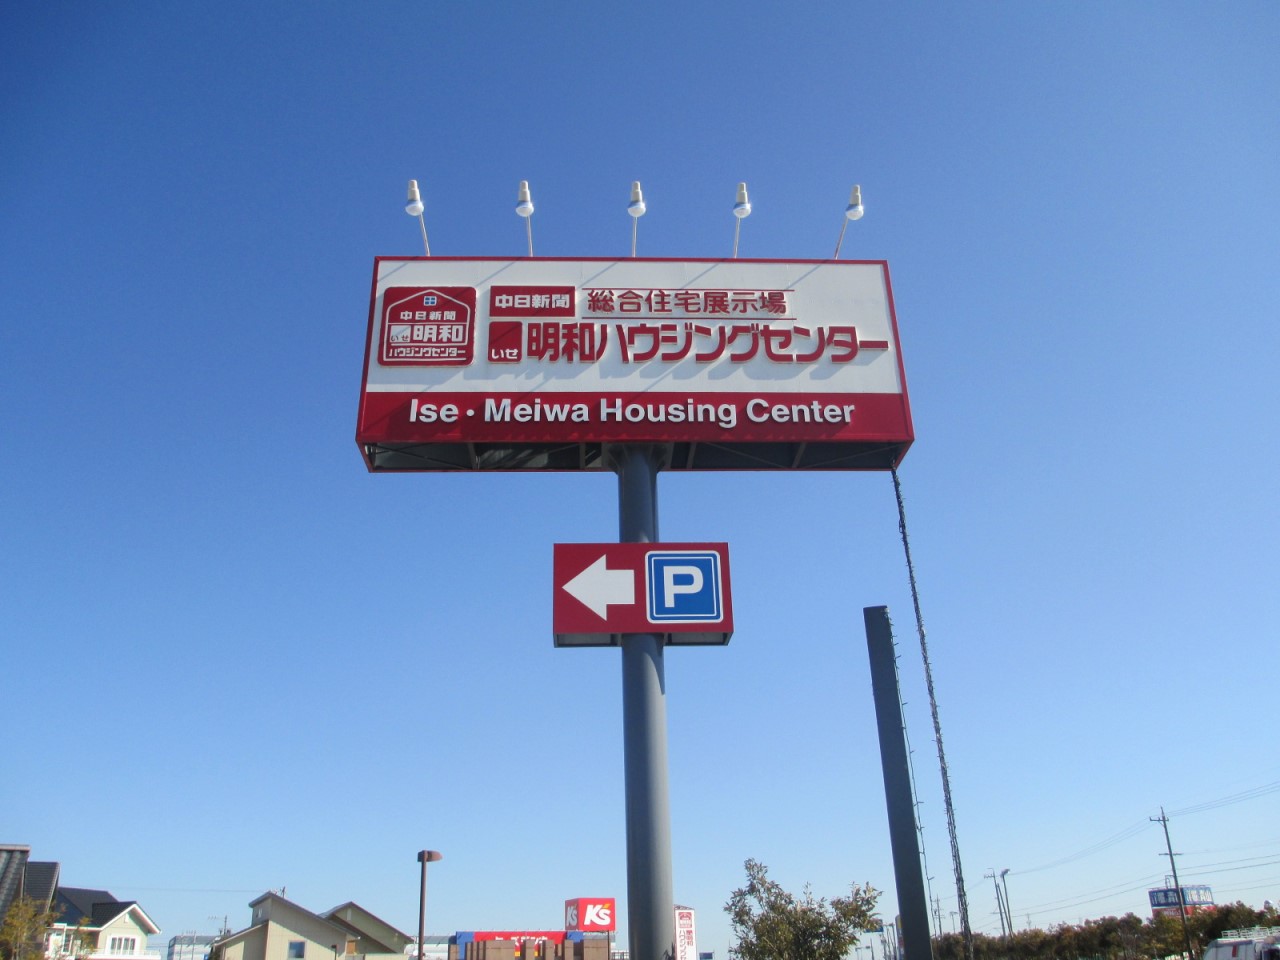 中日新聞
いせ 明和
ハウジングセンター
中日新聞 総合住宅展示場
いせ 明和ハウジングセンター
Ise・Meiwa Housing Center
P
K's